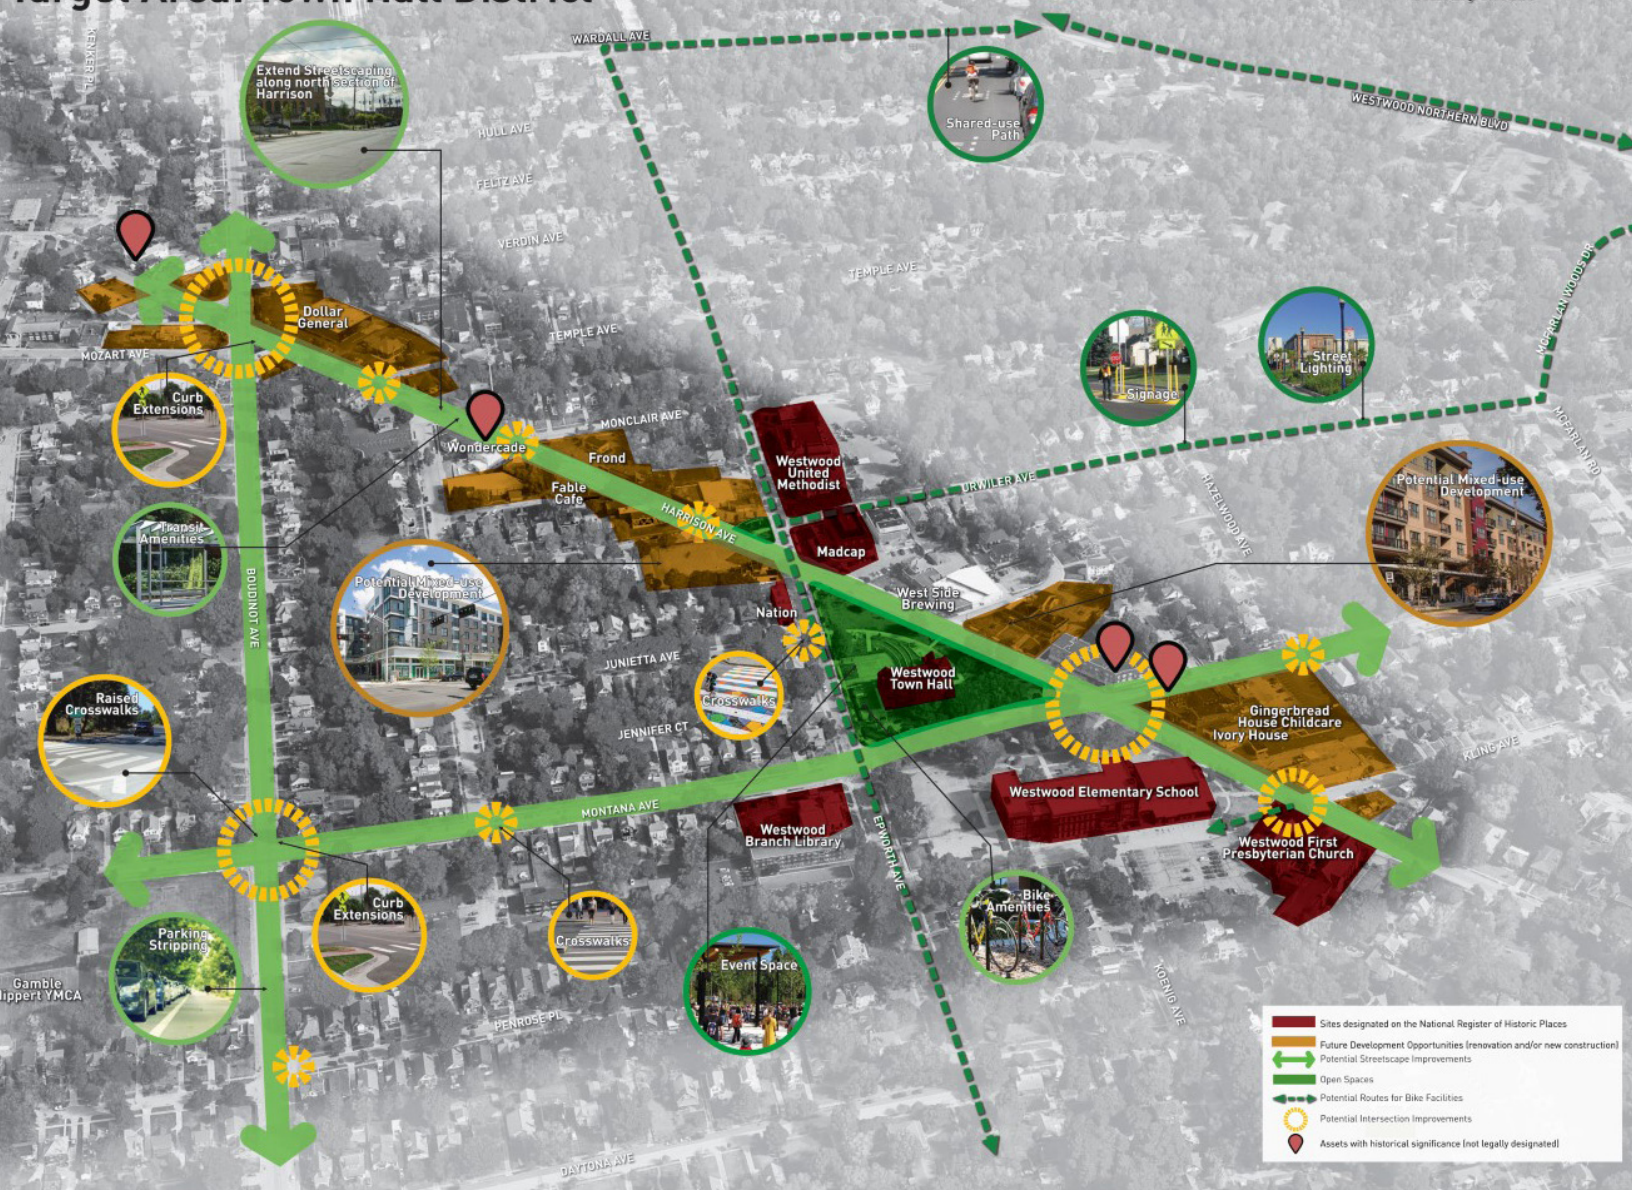 Target Area: Town Hall District
KENKER PL
WARDALL AVE
Extend Streetscaping
along north section of
Harrison
Shared-use
Path
WESTWOOD NORTHERN BLVD
HULL AVE
FELTZ AVE
VERDIN AVE
TEMPLE AVE
MCFARLAN WOODS DR
Dollar
General
TEMPLE AVE
MOZART AVE
Signage
Street
Lighting
Curb
Extensions
MONCLAIR AVE
Wondercade
Frond
Westwood
United
Methodist
MCFARLAN RD
Fable
Cafe
URWILER AVE
HAZELWOOD AVE
Potential Mixed-use
Development
HARRISON AVE
Transit
Amenities
Madcap
Potential Mixed-use
Development
BOUDINOT AVE
Nation
West Side
Brewing
JUNIETTA AVE
Westwood
Town Hall
Raised
Crosswalks
Crosswalks
Gingerbread
House Childcare
Ivory House
JENNIFER CT
KLING AVE
MONTANA AVE
Westwood Elementary School
Westwood
Branch Library
EPWORTH AVE
Westwood First
Presbyterian Church
Curb
Extensions
Crosswalks
Bike
Amenities
Parking
Stripping
Event Space
Gamble
Nippert YMCA
PENROSE PL
KOENIG AVE
DAYTONA AVE
Sites designated on the National Register of Historic Places
Future Development Opportunities (renovation and/or new construction)
Potential Streetscape Improvements
Open Spaces
Potential Routes for Bike Facilities
Potential Intersection Improvements
Assets with historical significance (not legally designated)